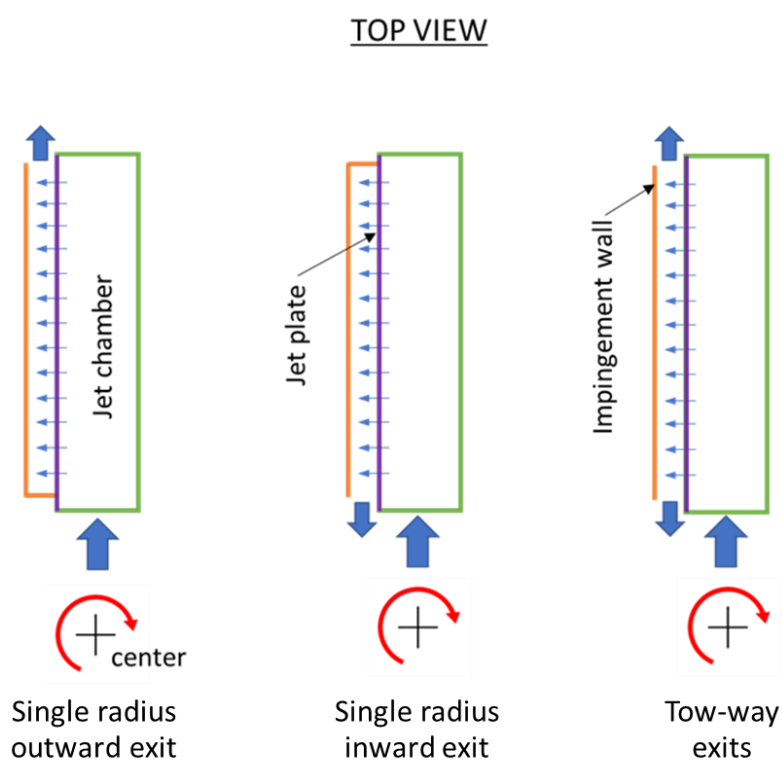 TOP VIEW
Jet chamber
Jet plate
Impingement wall
center
Single radius
outward exit
Single radius
inward exit
Tow-way
exits